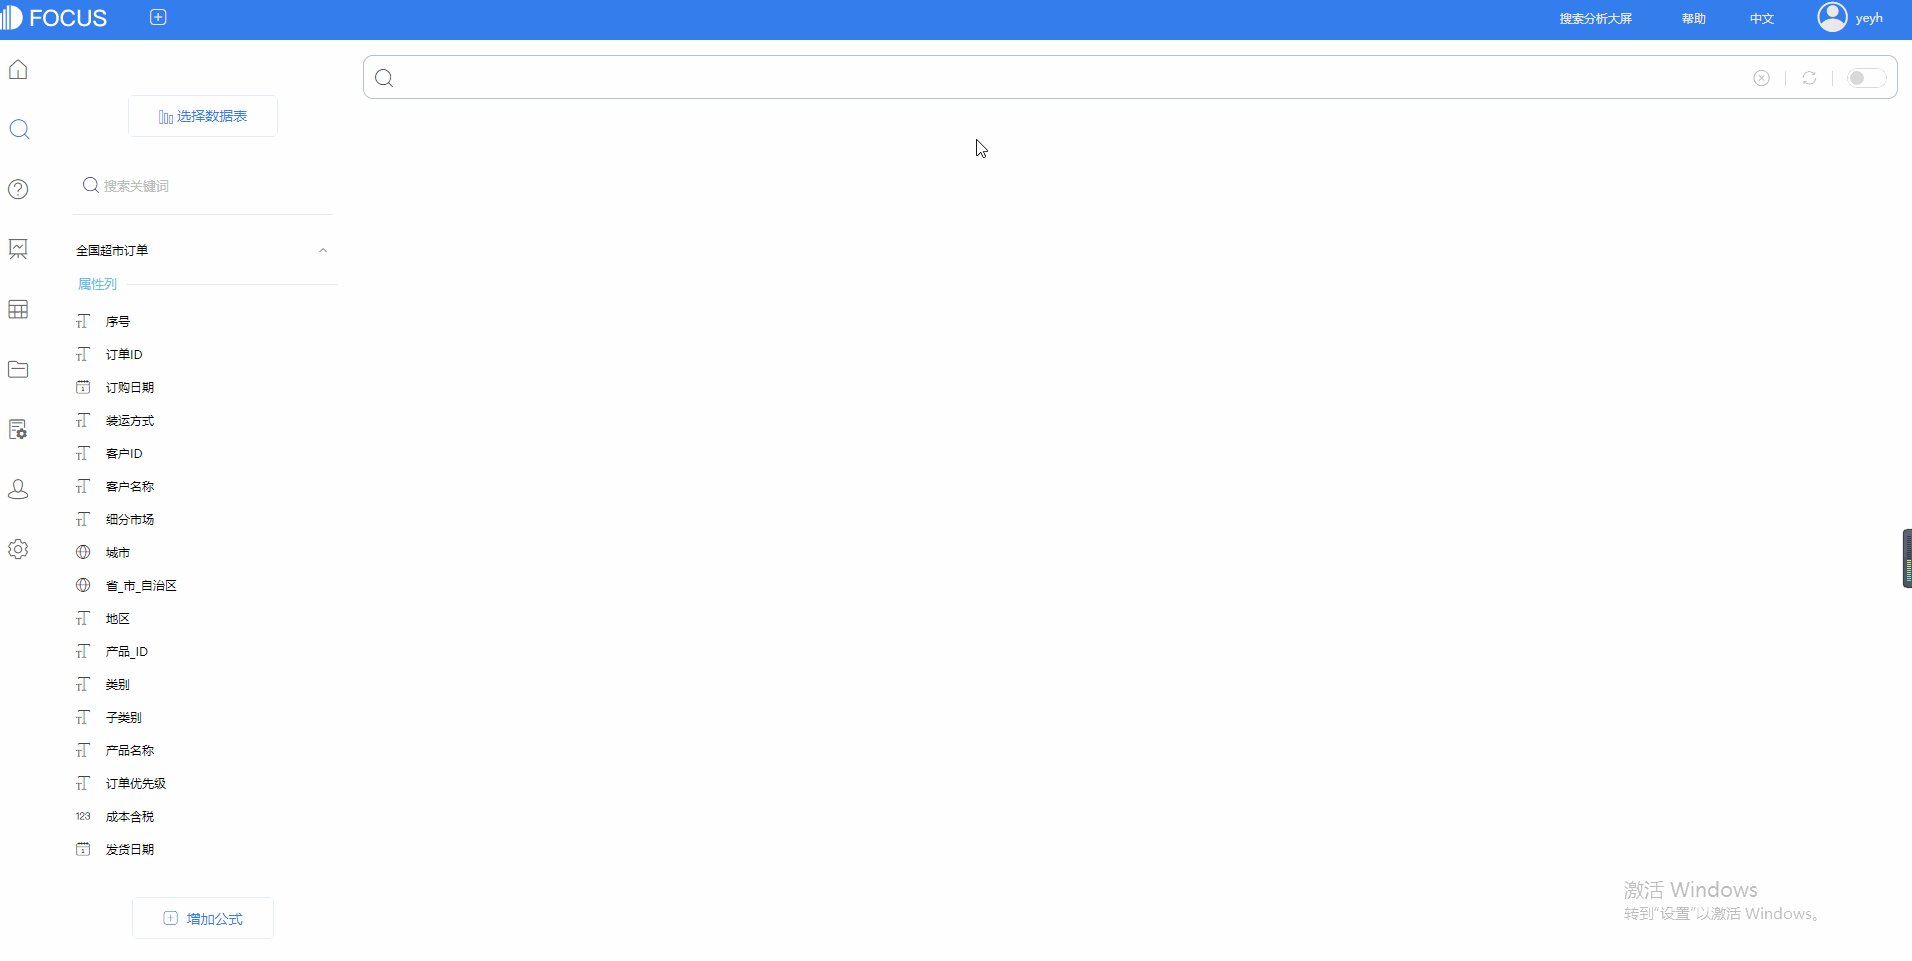 FOCUS
搜索分析大屏
帮助
中文
yeyh
选择数据表
搜索关键词
全国超市订单
属性列
序号
订单ID
订购日期
装运方式
客户ID
客户名称
细分市场
城市
省_市_自治区
地区
产品_ID
类别
子类别
产品名称
订单优先级
123 成本含税
发货日期
增加公式
激活 Windows
转到"设置"以激活 Windows。